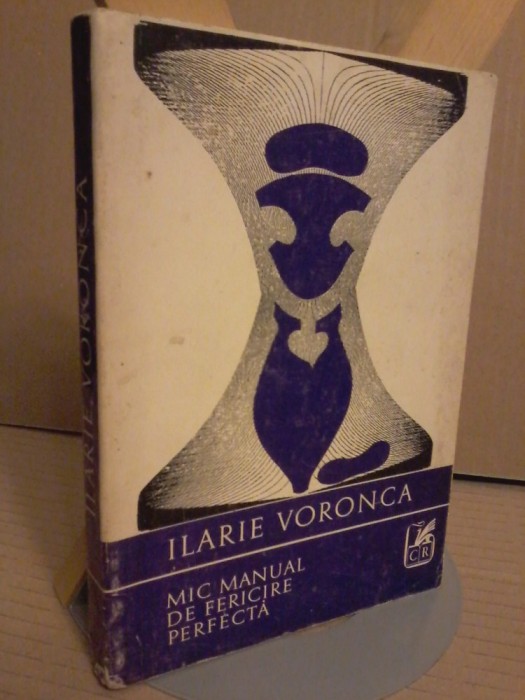 ILARIE VORONCA
MIC MANUAL
DE FERICIRE
PERFECTĂ
CR
ILARIE VORONCA